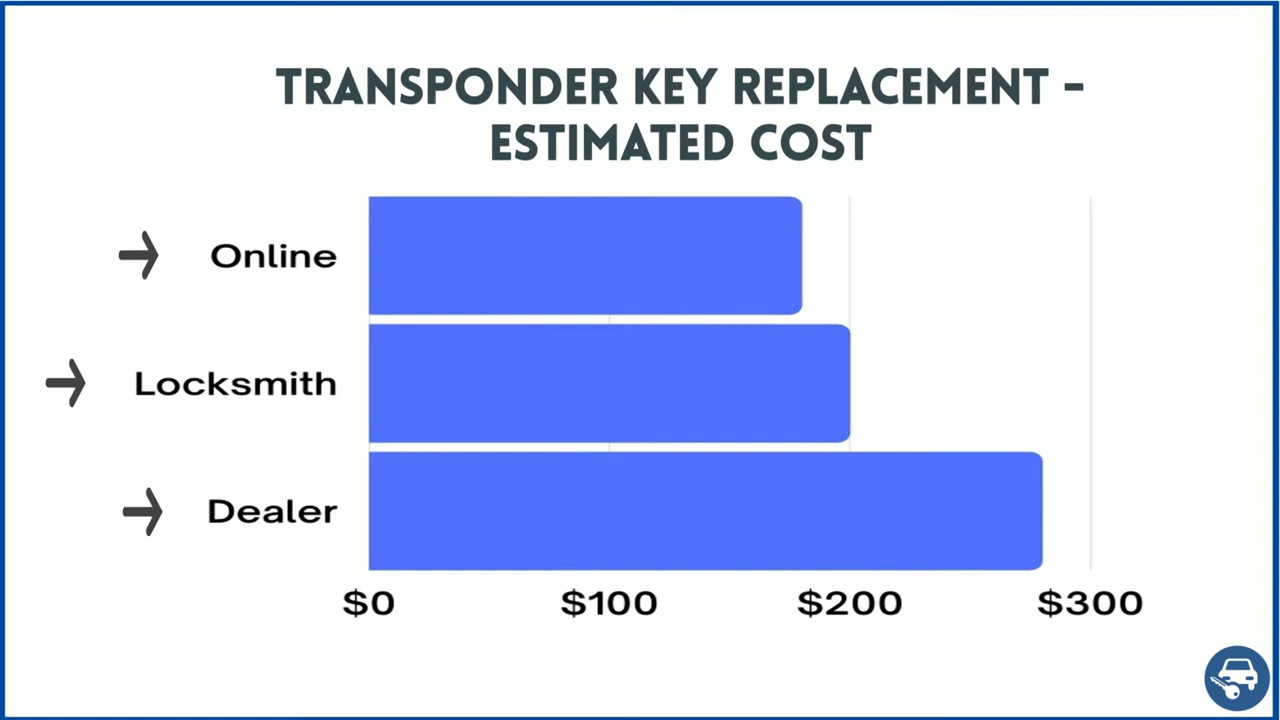 TRANSPONDER KEY REPLACEMENT -
ESTIMATED COST
Online
Locksmith
Dealer
$0 $100 $200 $300